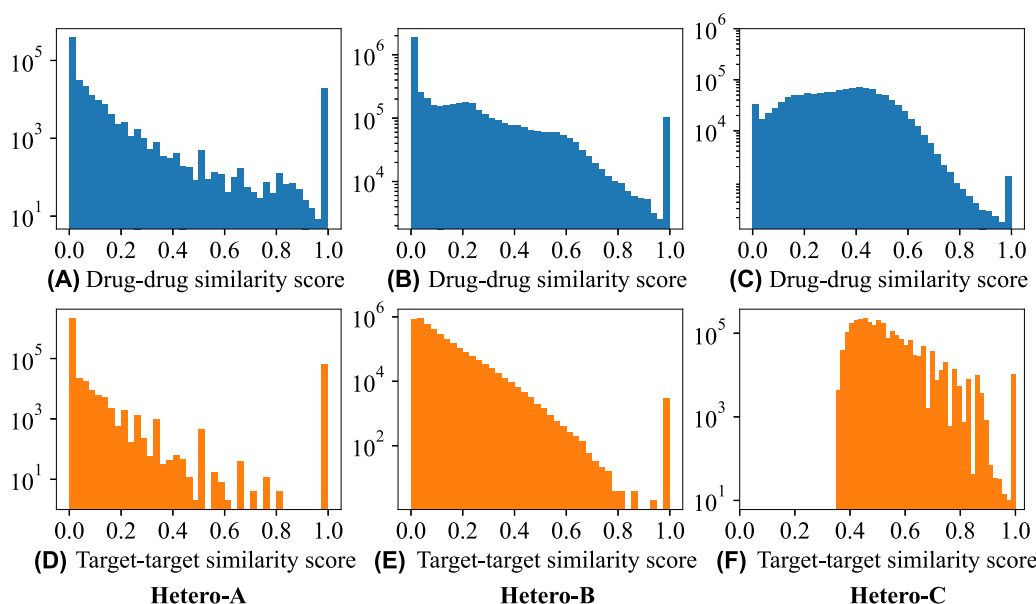 10^5
10^3
10^1
0.0 0.2 0.4 0.6 0.8 1.0
(A) Drug-drug similarity score
10^6
10^5
10^4
0.0 0.2 0.4 0.6 0.8 1.0
(B) Drug-drug similarity score
10^5
10^4
0.0 0.2 0.4 0.6 0.8 1.0
(C) Drug-drug similarity score
10^5
10^3
10^1
0.0 0.2 0.4 0.6 0.8 1.0
(D) Target-target similarity score
Hetero-A
10^6
10^4
10^2
0.0 0.2 0.4 0.6 0.8 1.0
(E) Target-target similarity score
Hetero-B
10^5
10^3
10^1
0.0 0.2 0.4 0.6 0.8 1.0
(F) Target-target similarity score
Hetero-C